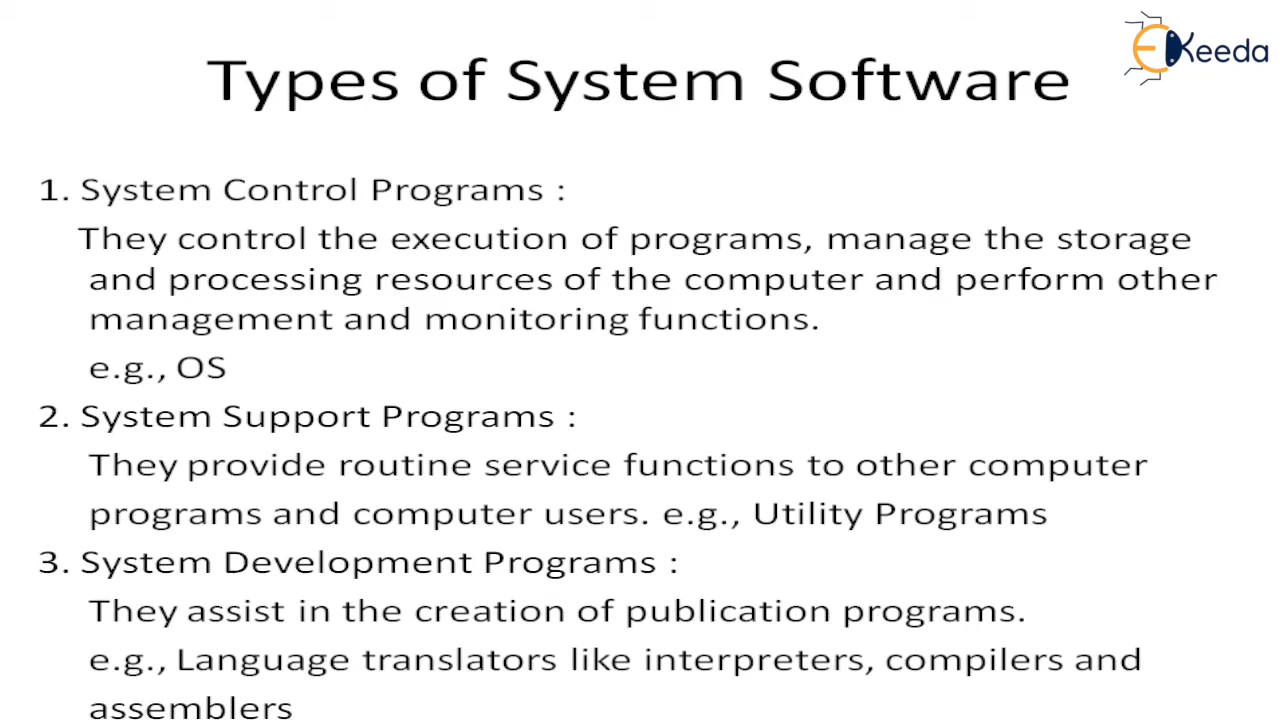 EKeeda
Types of System Software
1. System Control Programs :
They control the execution of programs, manage the storage
and processing resources of the computer and perform other
management and monitoring functions.
e.g., OS
2. System Support Programs :
They provide routine service functions to other computer
programs and computer users. e.g., Utility Programs
3. System Development Programs :
They assist in the creation of publication programs.
e.g., Language translators like interpreters, compilers and
assemblers